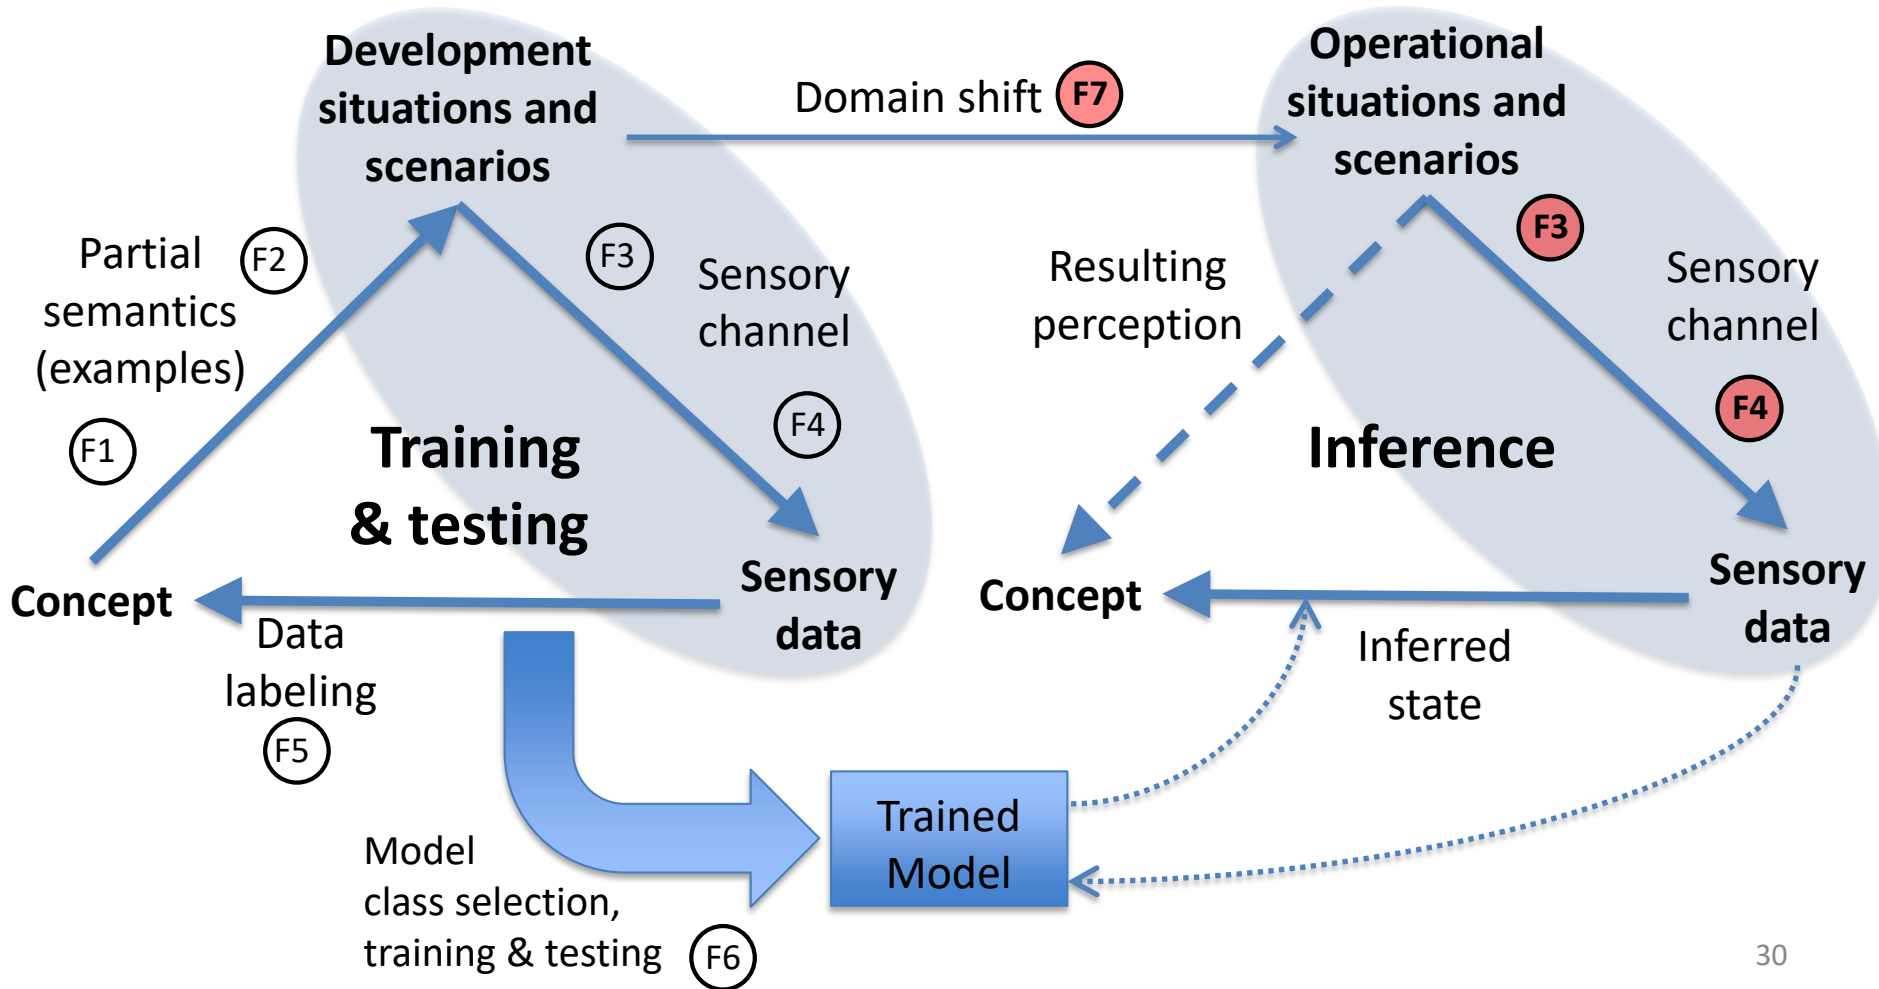 Development
situations and
scenarios
Domain shift F7
Operational
situations and
scenarios
Partial
semantics
(examples)
F2
F1
F3
Sensory
channel
F4
Training
& testing
Resulting
perception
F3
Sensory
channel
F4
Inference
Concept
Sensory
data
Data
labeling
F5
Concept
Sensory
data
Inferred
state
Model
class selection,
training & testing F6
Trained
Model
30